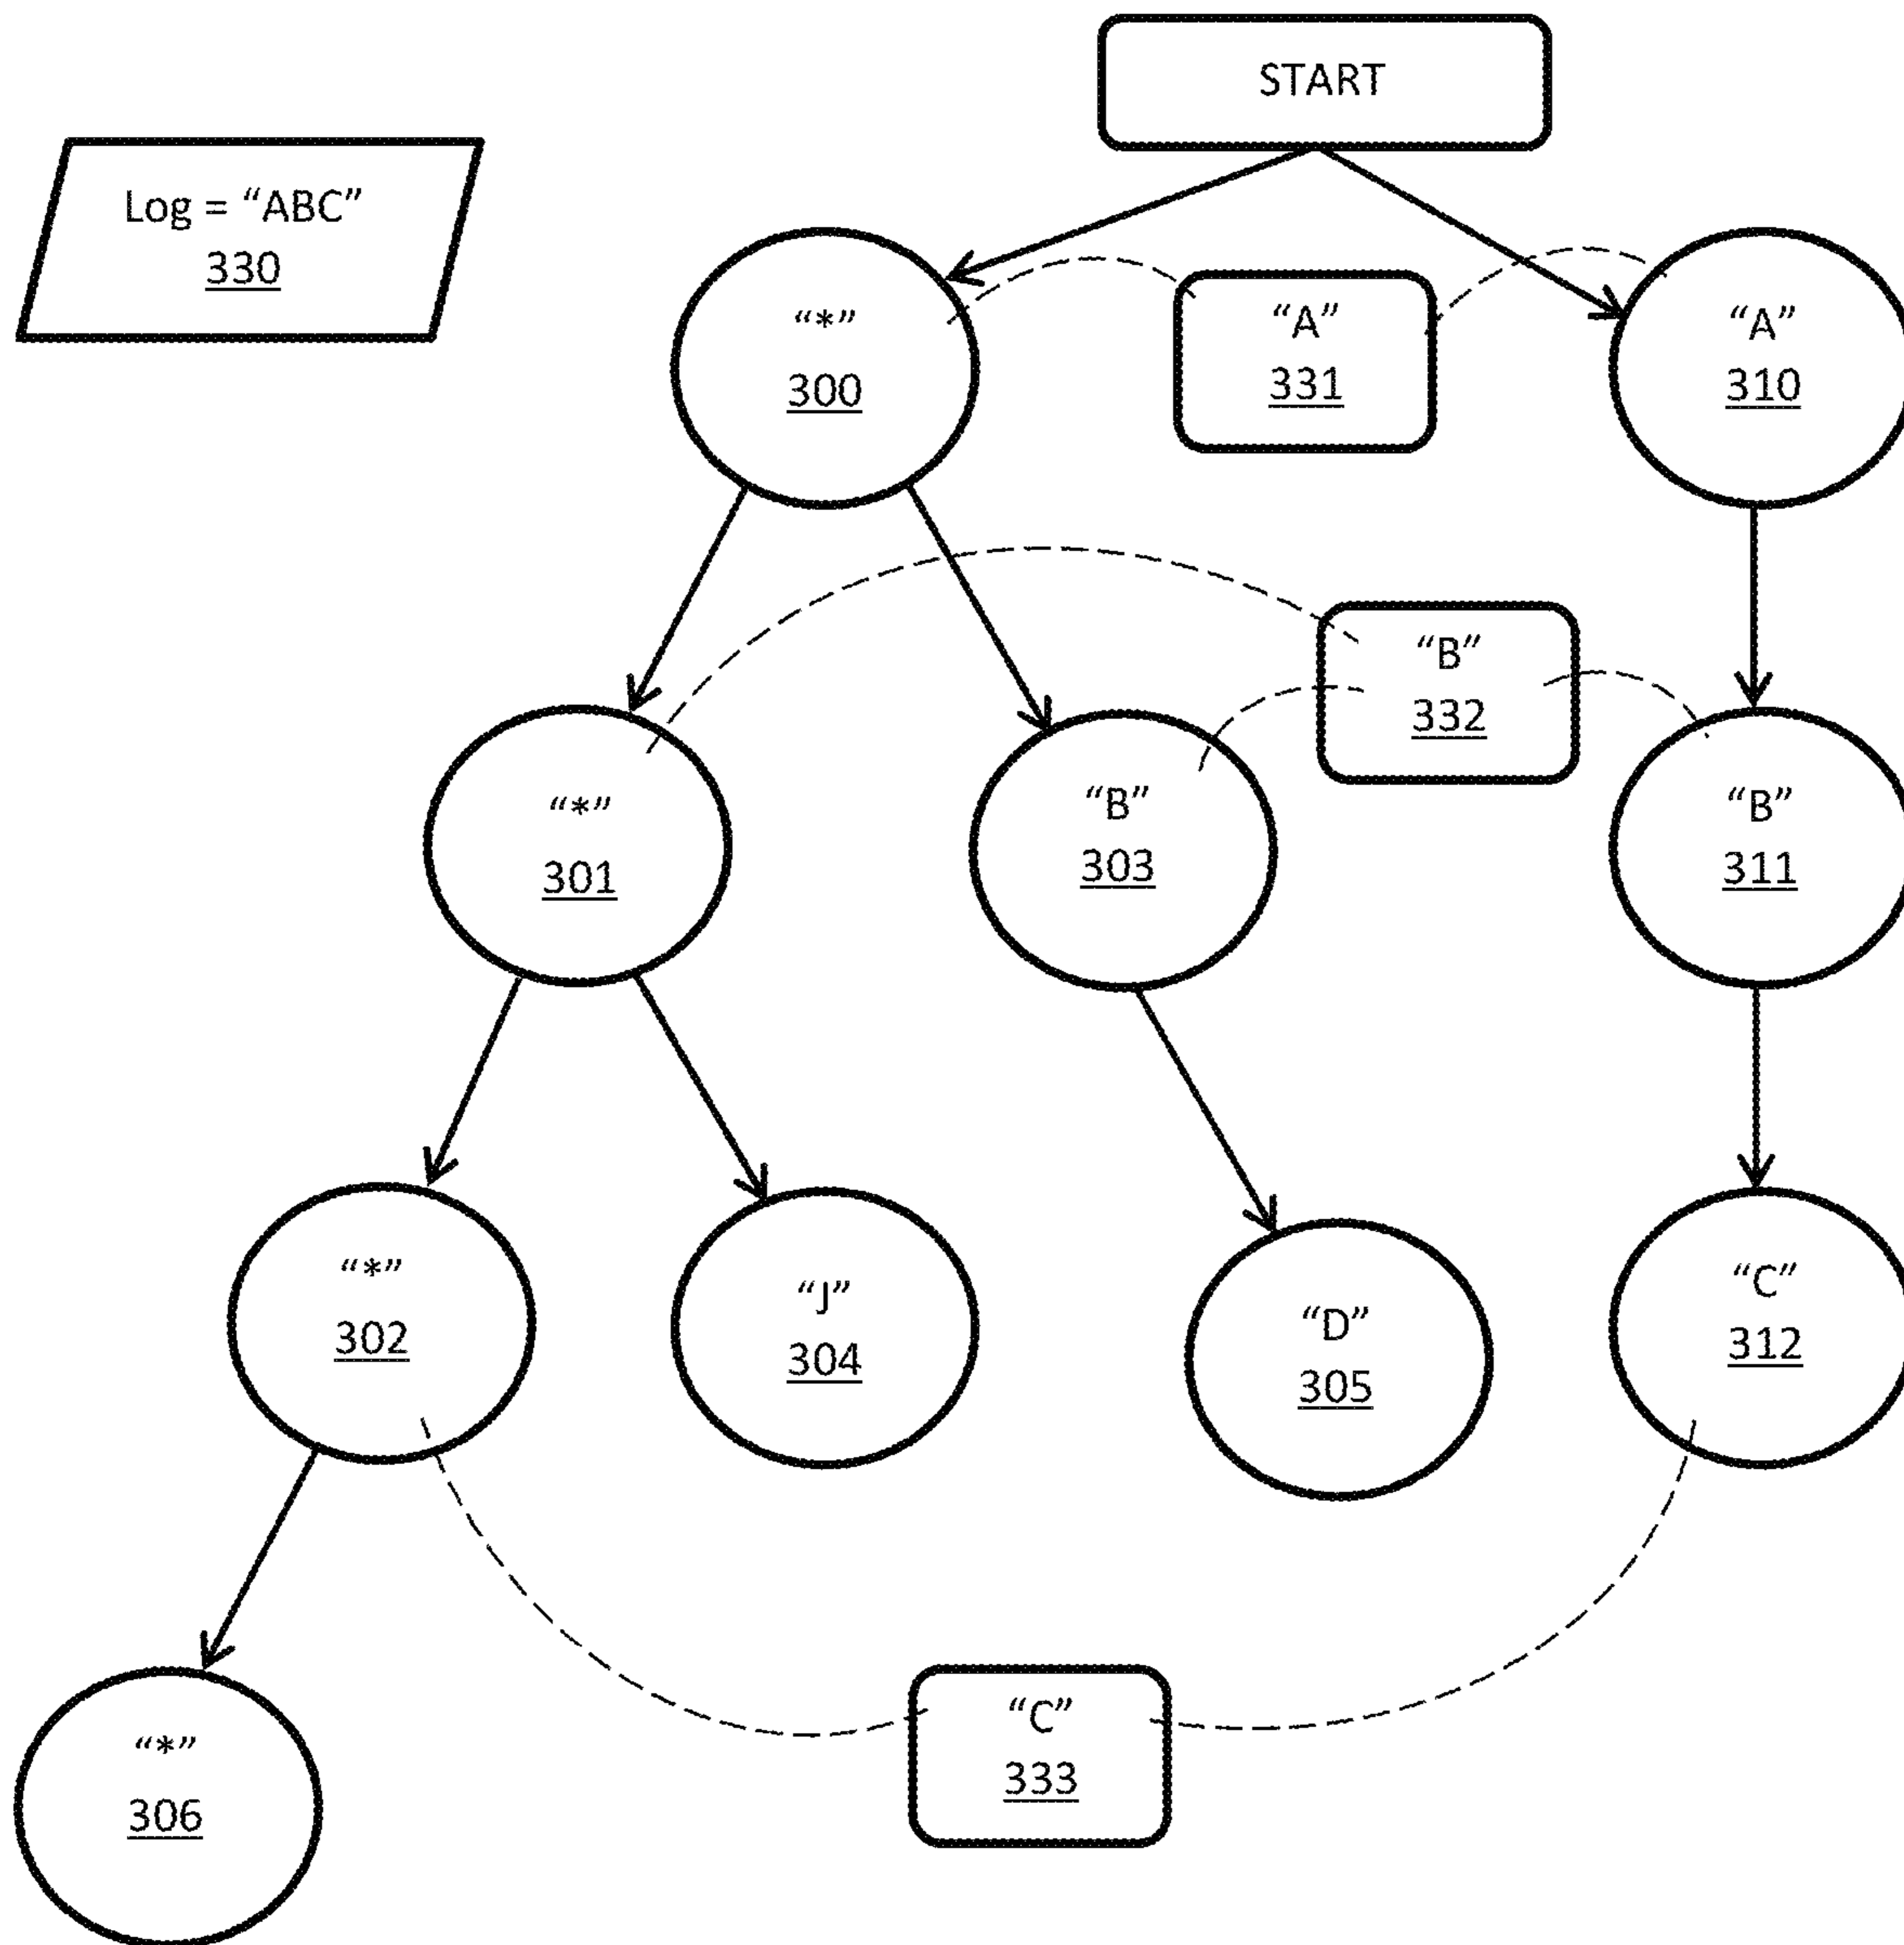 START
Log = “ABC”
330
“*”
300
“A”
331
“A”
310
“B”
332
“*”
301
“B”
303
“B”
311
“*”
302
“J”
304
“D”
305
“C”
312
“*”
306
“C”
333